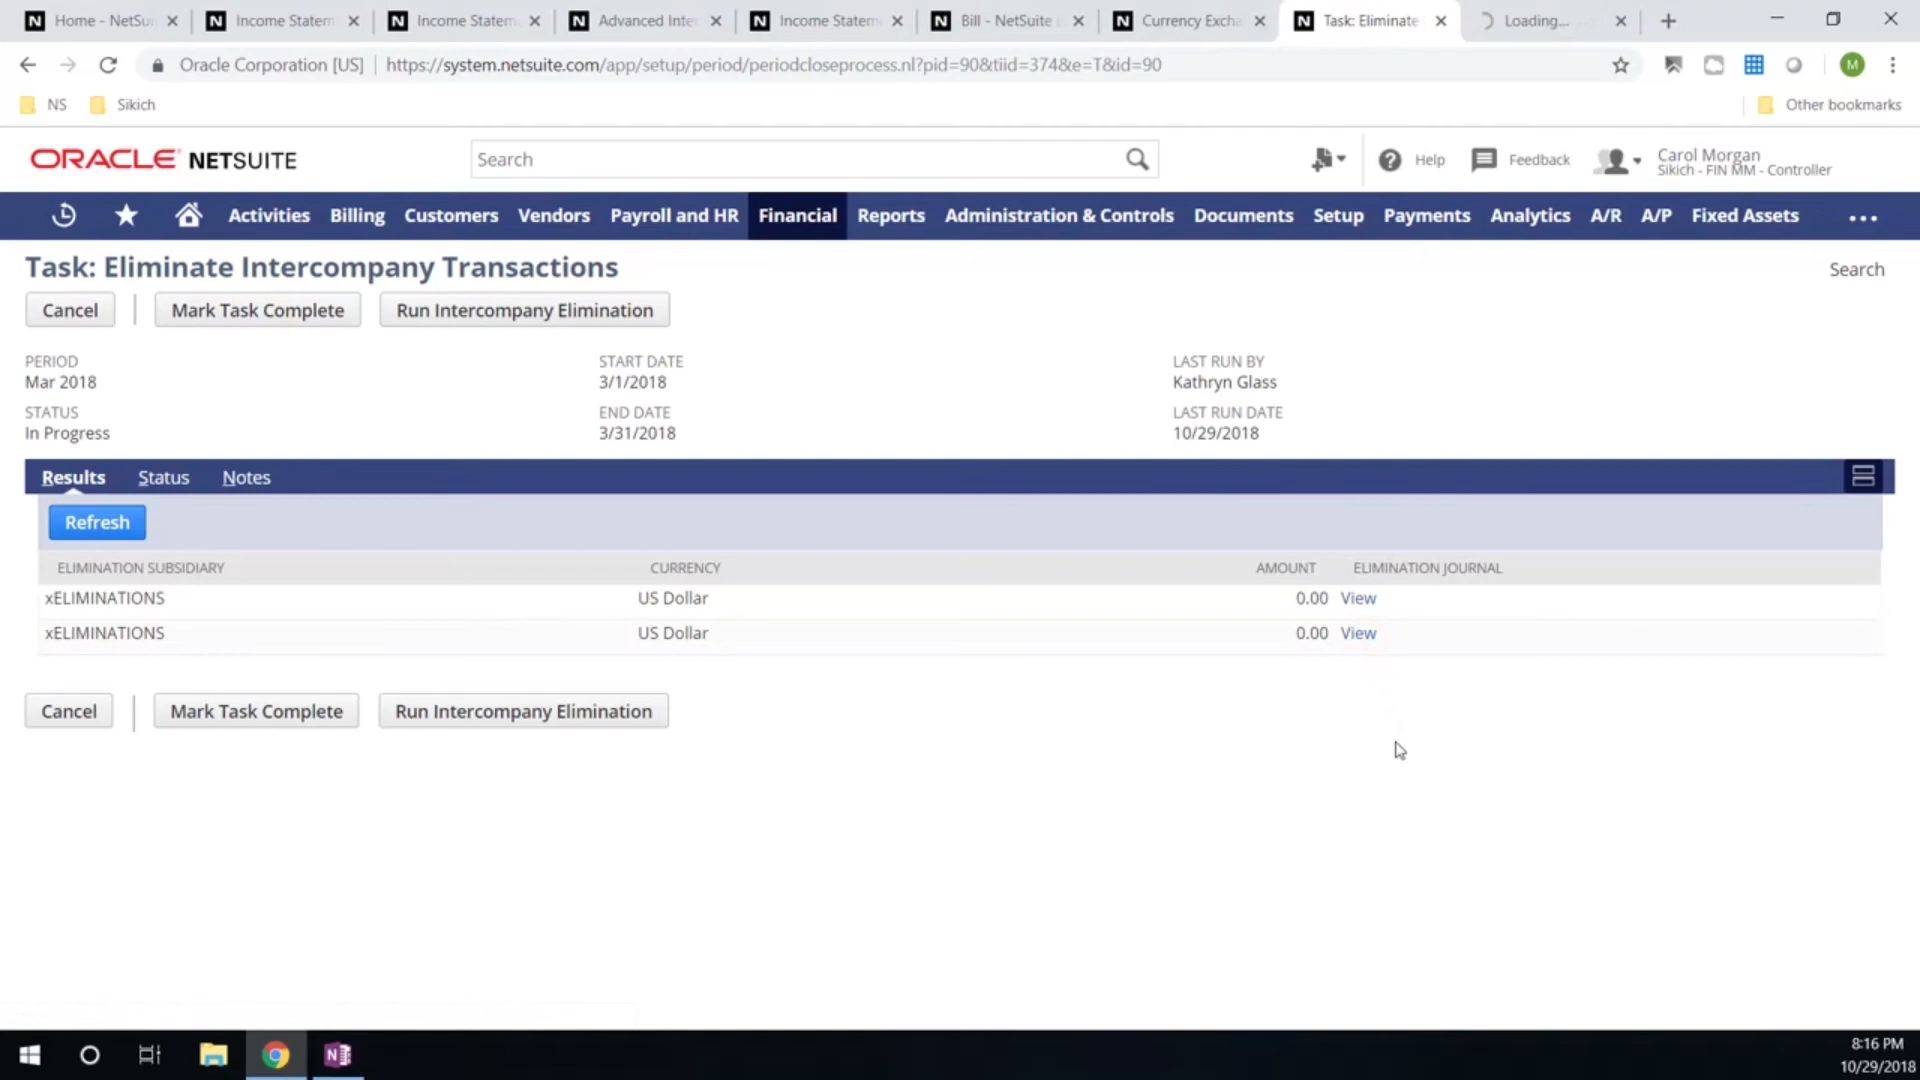 Home - NetSui
Income Statem
Income Statem
Advanced Inte
Income Statem
Bill - NetSuite
Currency Excha
Task: Eliminate
Loading...
Oracle Corporation [US]
https://system.netsuite.com/app/setup/period/periodcloseprocess.nl?pid=90&tiid=374&e=T&id=90
M
NS
Sikich
Other bookmarks
ORACLE NETSUITE
Search
Help
Feedback
Carol Morgan
Sikich - FIN MM - Controller
Activities Billing Customers Vendors Payroll and HR Financial Reports Administration & Controls Documents Setup Payments Analytics A/R A/P Fixed Assets
Task: Eliminate Intercompany Transactions
Search
Cancel
Mark Task Complete
Run Intercompany Elimination
PERIOD
Mar 2018
STATUS
In Progress
START DATE
3/1/2018
END DATE
3/31/2018
LAST RUN BY
Kathryn Glass
LAST RUN DATE
10/29/2018
Results Status Notes
Refresh
ELIMINATION SUBSIDIARY CURRENCY AMOUNT ELIMINATION JOURNAL
xELIMINATIONS US Dollar 0.00 View
xELIMINATIONS US Dollar 0.00 View
Cancel
Mark Task Complete
Run Intercompany Elimination
8:16 PM
10/29/2018